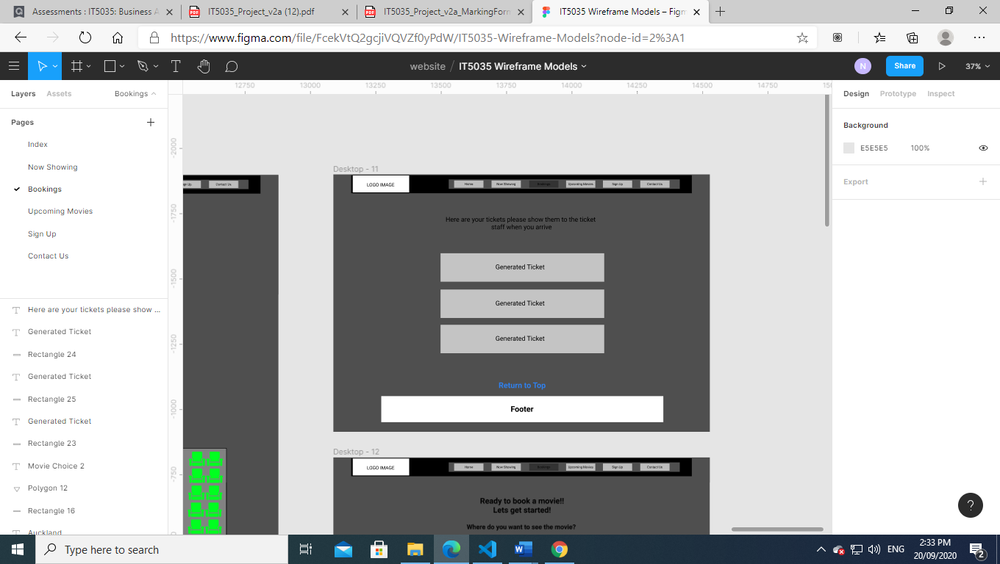 Assessments : IT5035: Business A
IT5035_Project_v2a (12).pdf
IT5035_Project_v2a_MarkingForm
IT5035 Wireframe Models – Figm
https://www.figma.com/file/FcekVtQ2gcjiVQVZf0yPdW/IT5035-Wireframe-Models?node-id=2%3A1
website / IT5035 Wireframe Models
N
Share
37%
Layers
Assets
Bookings
Design
Prototype
Inspect
12750
13000
13250
13500
13750
14000
14250
14500
14750
Pages
Index
Now Showing
Bookings
Upcoming Movies
Sign Up
Contact Us
Here are your tickets please show ...
Generated Ticket
Rectangle 24
Generated Ticket
Rectangle 25
Generated Ticket
Rectangle 23
Movie Choice 2
Polygon 12
Rectangle 16
Auckland
-2000
-1750
-1500
-1250
-1000
-750
Contact Us
Desktop - 11
LOGO IMAGE
Home
Now Showing
Bookings
Upcoming Movies
Sign Up
Contact Us
Here are your tickets please show them to the ticket
staff when you arrive
Generated Ticket
Generated Ticket
Generated Ticket
Return to Top
Footer
Desktop - 12
LOGO IMAGE
Home
Now Showing
Bookings
Upcoming Movies
Sign Up
Contact Us
Ready to book a movie!!
Lets get started!
Where do you want to see the movie?
Background
E5E5E5
100%
Export
?
Type here to search
ENG
2:33 PM
20/09/2020
2